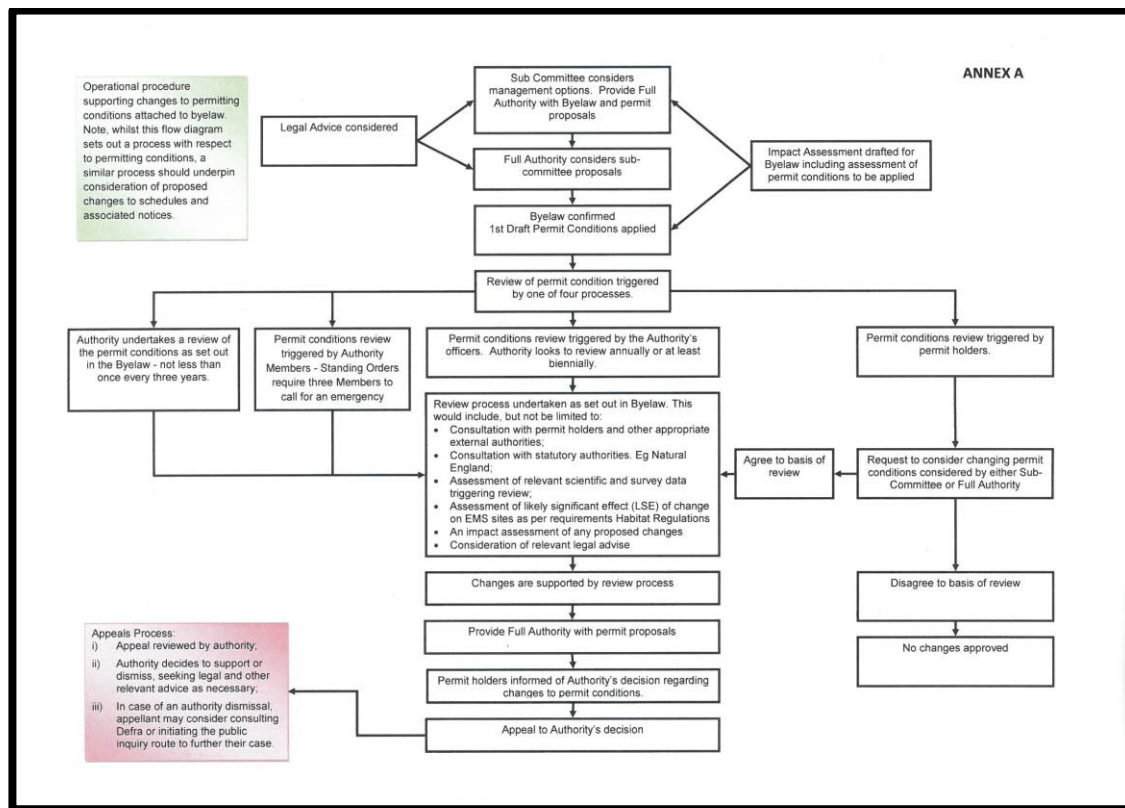 ANNEX A
Operational procedure
supporting changes to permitting
conditions attached to byelaw.
Note, whilst this flow diagram
sets out a process with respect
to permitting conditions, a
similar process should underpin
consideration of proposed
changes to schedules and
associated notices.
Sub Committee considers
management options. Provide Full
Authority with Byelaw and permit
proposals
Legal Advice considered
Full Authority considers sub-
committee proposals
Impact Assessment drafted for
Byelaw including assessment of
permit conditions to be applied
Byelaw confirmed
1st Draft Permit Conditions applied
Review of permit condition triggered
by one of four processes.
Authority undertakes a review of
the permit conditions as set out
in the Byelaw - not less than
once every three years.
Permit conditions review
triggered by Authority
Members - Standing Orders
require three Members to
call for an emergency
Permit conditions review triggered by the Authority's
officers. Authority looks to review annually or at least
biennially.
Permit conditions review triggered by
permit holders.
Review process undertaken as set out in Byelaw. This
would include, but not be limited to:
• Consultation with permit holders and other appropriate
external authorities;
• Consultation with statutory authorities. Eg Natural
England;
• Assessment of relevant scientific and survey data
triggering review;
• Assessment of likely significant effect (LSE) of change
on EMS sites as per requirements Habitat Regulations
• An impact assessment of any proposed changes
• Consideration of relevant legal advise
Agree to basis of
review
Request to consider changing permit
conditions considered by either Sub-
Committee or Full Authority
Changes are supported by review process
Disagree to basis of review
Provide Full Authority with permit proposals
No changes approved
Permit holders informed of Authority's decision regarding
changes to permit conditions.
Appeal to Authority's decision
Appeals Process:
i) Appeal reviewed by authority;
ii) Authority decides to support or
dismiss, seeking legal and other
relevant advice as necessary;
iii) In case of an authority dismissal,
appellant may consider consulting
Defra or initiating the public
inquiry route to further their case.